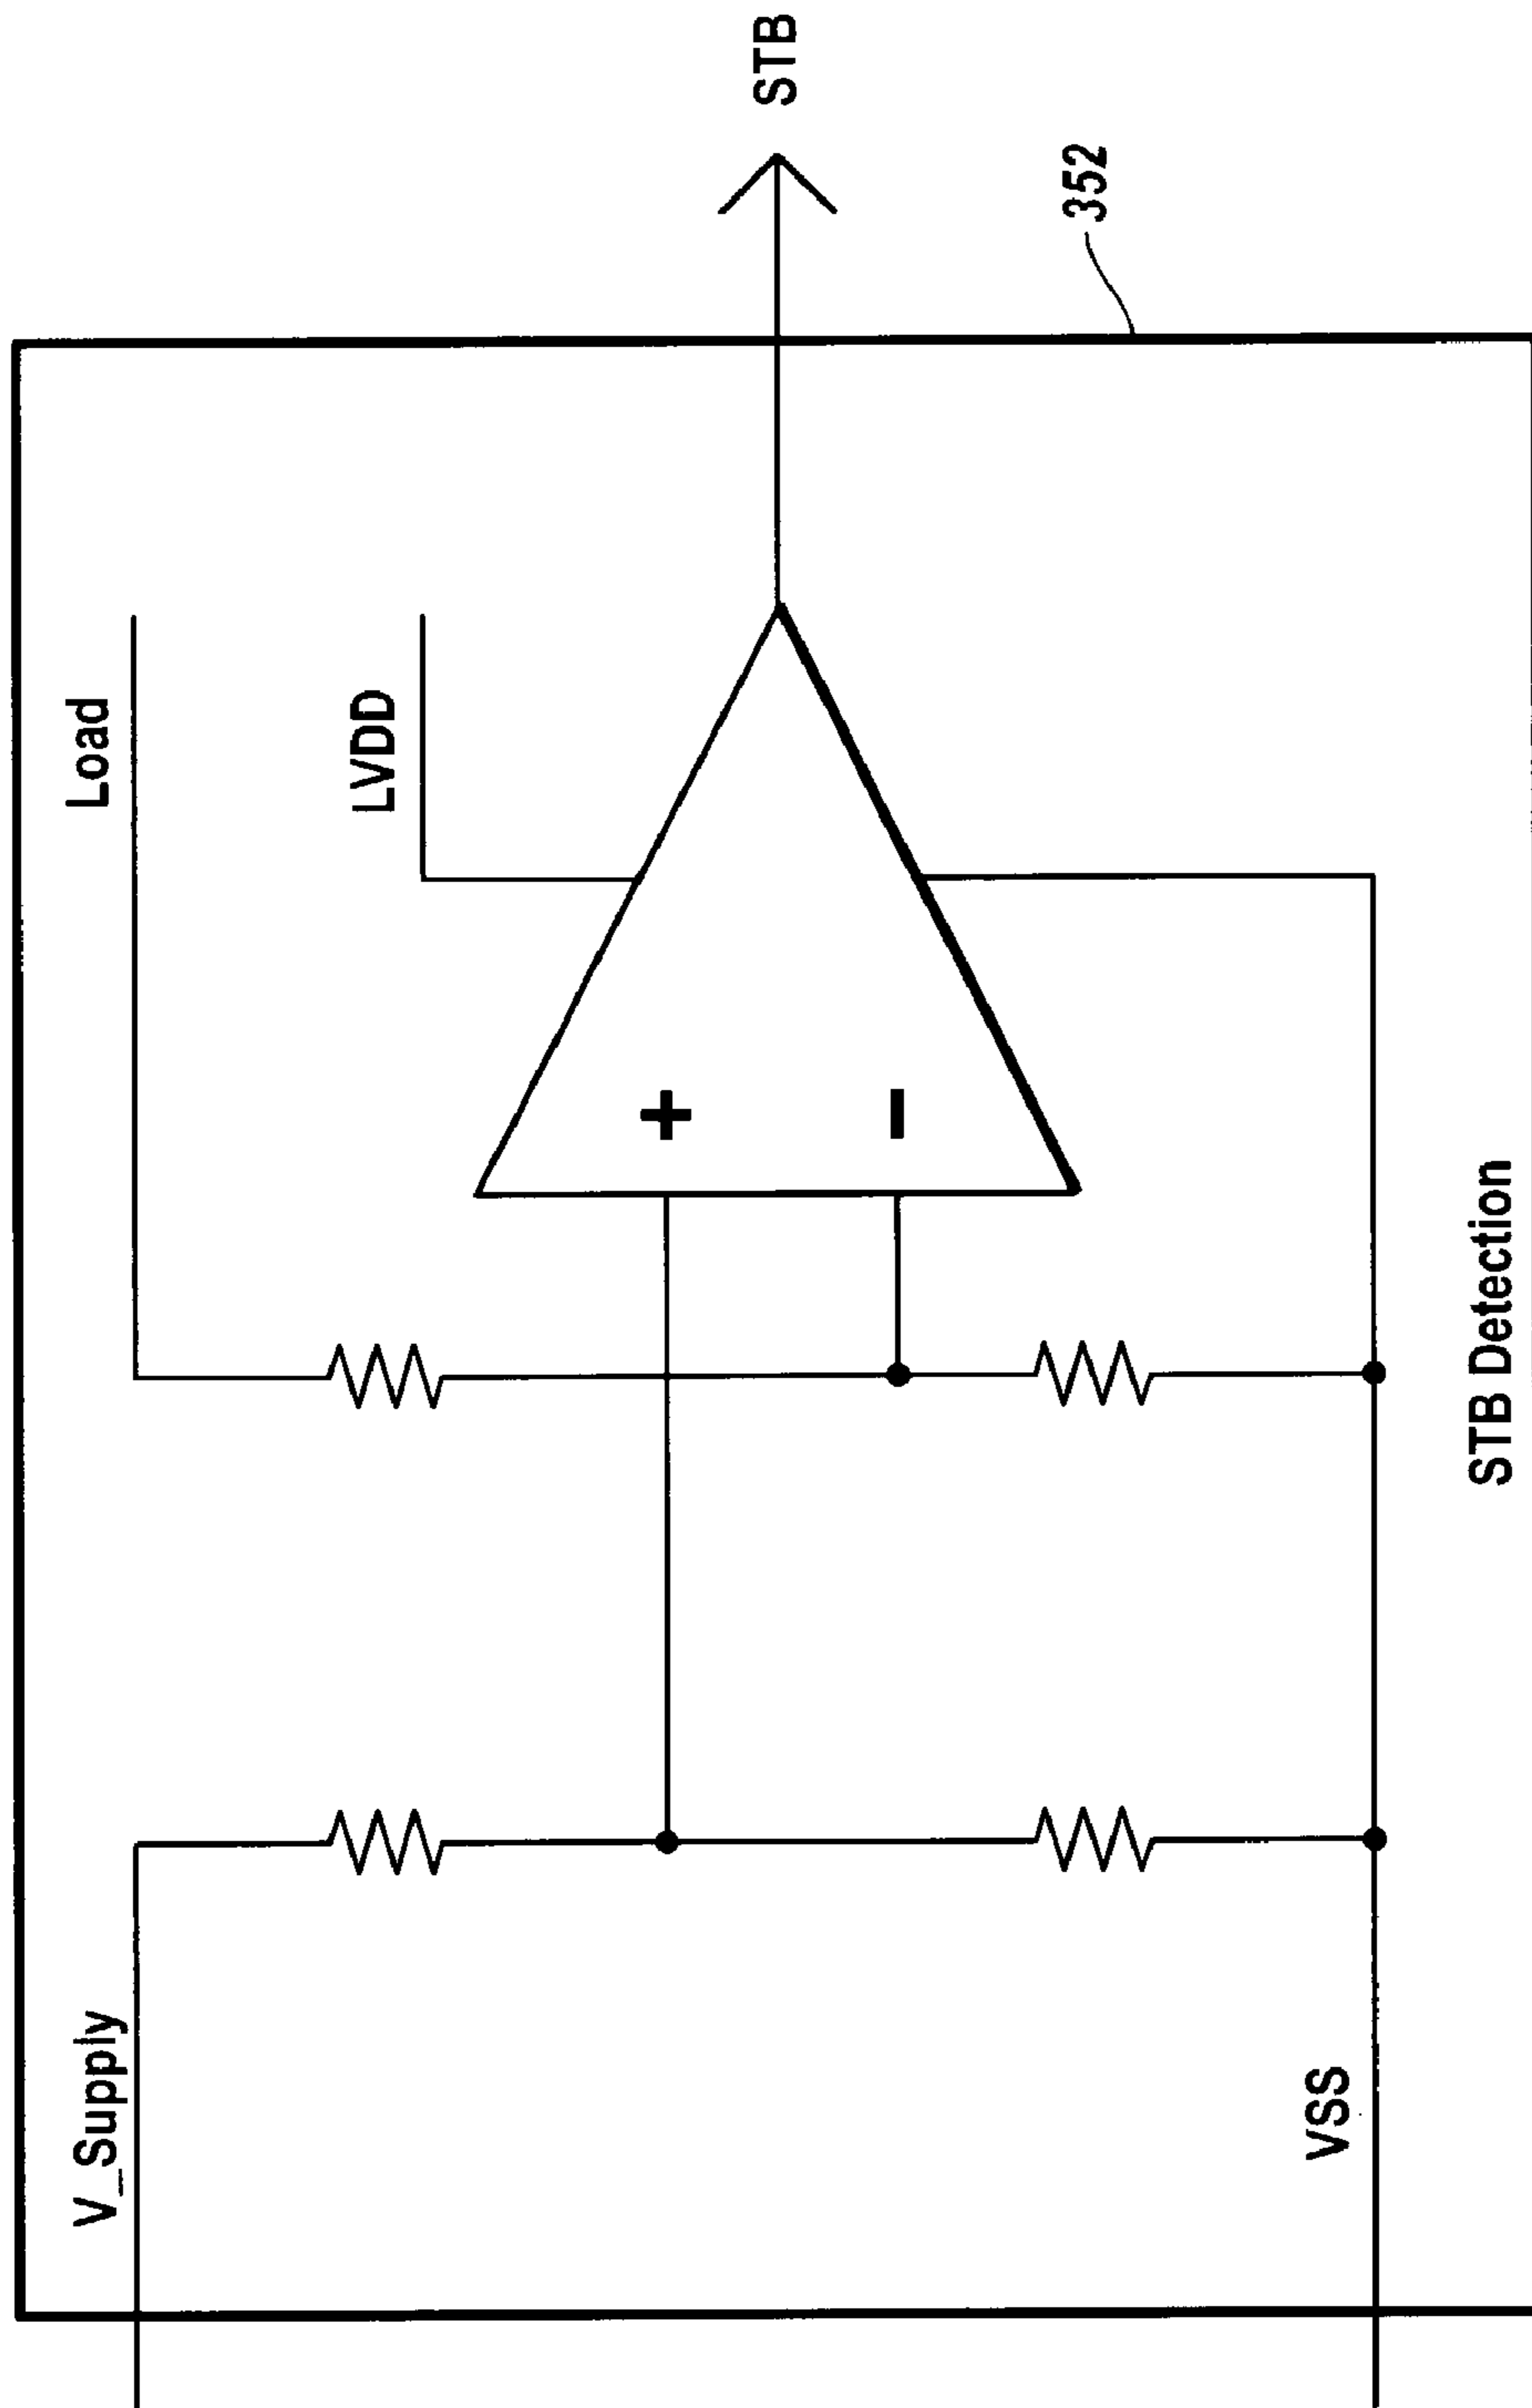 V_Supply
Load
LVDD
+
−
STB
352
VSS
STB Detection